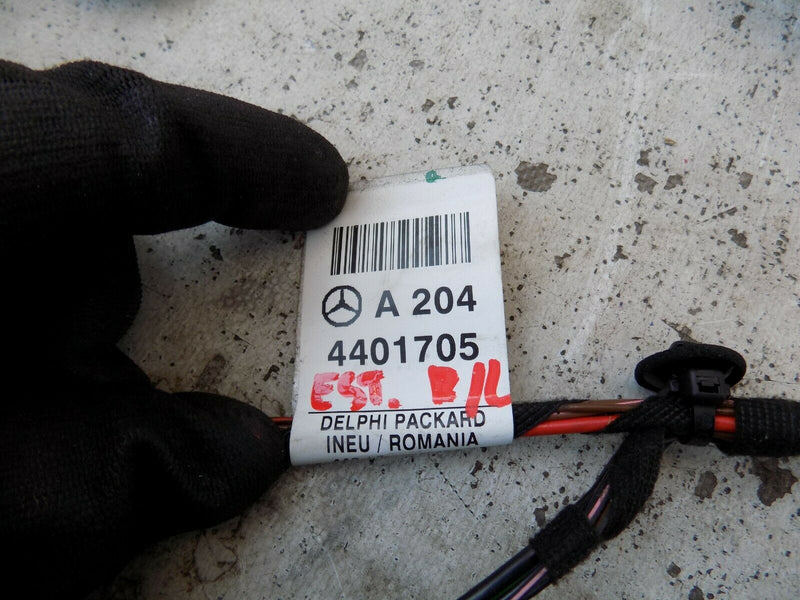 A 204
4401705
EST. B/L
DELPHI PACKARD
INEU / ROMANIA